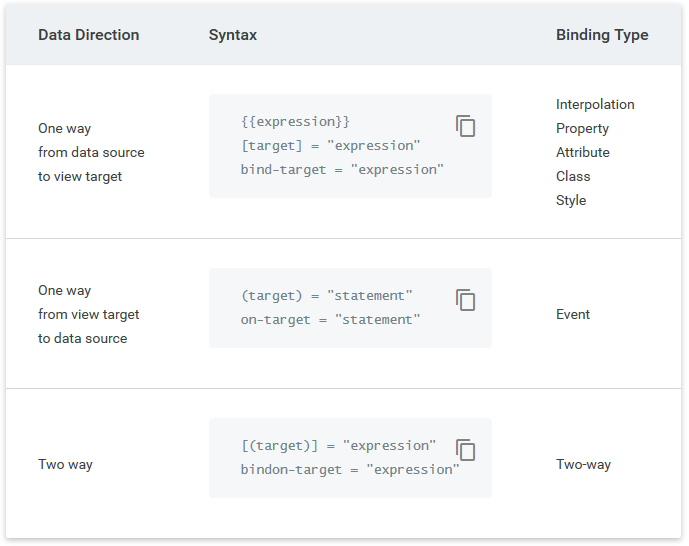 Data Direction Syntax Binding Type
One way
from data source
to view target
{{expression}}
[target] = "expression"
bind-target = "expression"
Interpolation
Property
Attribute
Class
Style
One way
from view target
to data source
(target) = "statement"
on-target = "statement"
Event
Two way
[(target)] = "expression"
bindon-target = "expression"
Two-way